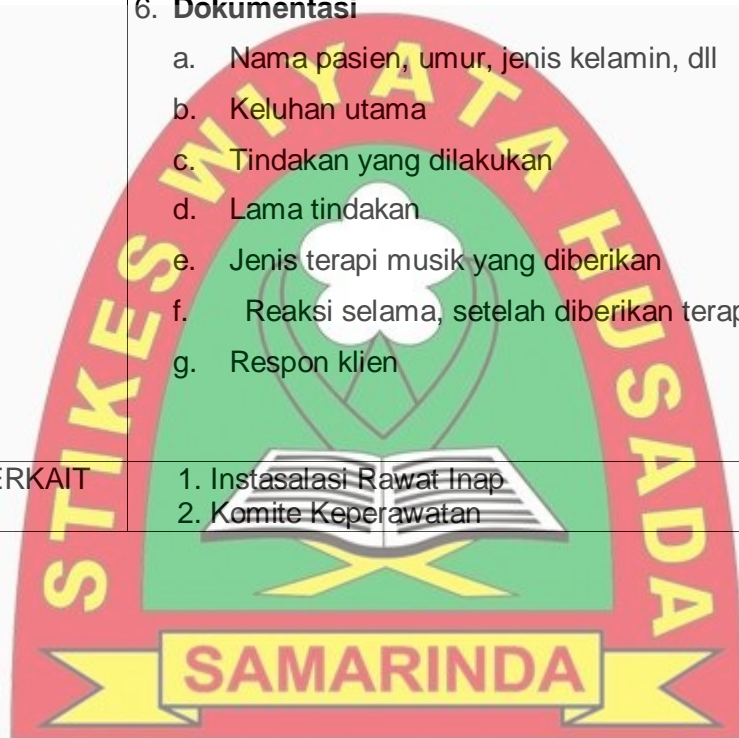 6. Dokumentasi
a. Nama pasien, umur, jenis kelamin, dll
b. Keluhan utama
c. Tindakan yang dilakukan
d. Lama tindakan
e. Jenis terapi musik yang diberikan
f. Reaksi selama, setelah diberikan terap
g. Respon klien
ERKAIT
1. Instasalasi Rawat Inap
2. Komite Keperawatan
STIKES WIYATA HUSADA
SAMARINDA